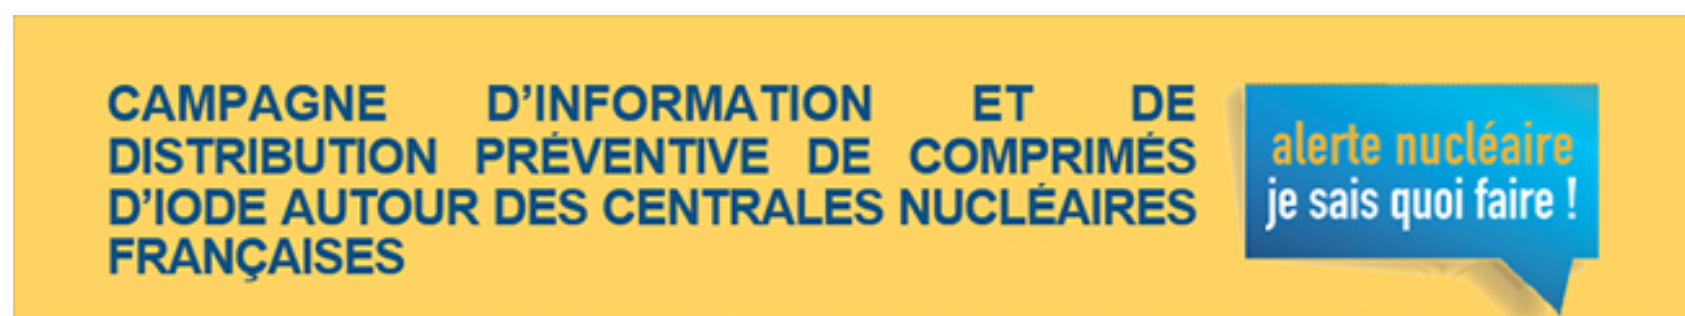 CAMPAGNE D'INFORMATION ET DE
DISTRIBUTION PRÉVENTIVE DE COMPRIMÉS
D'IODE AUTOUR DES CENTRALES NUCLÉAIRES
FRANÇAISES
alerte nucléaire
je sais quoi faire !